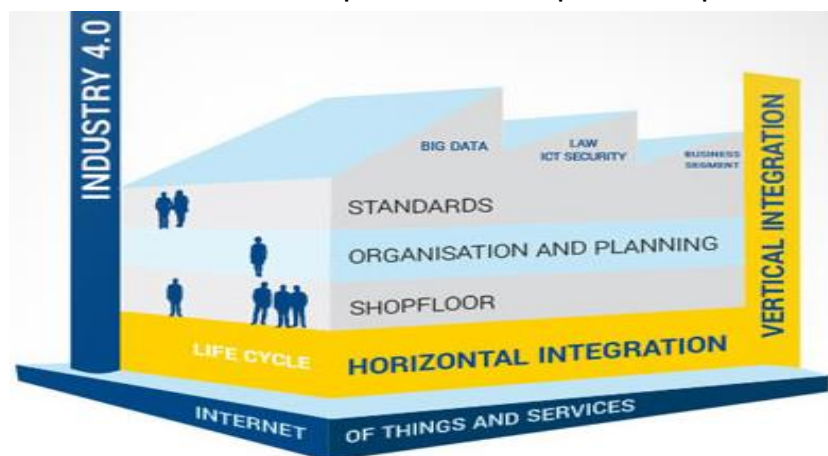 INDUSTRY 4.0
BIG DATA
LAW
ICT SECURITY
BUSINESS
SEGMENT
STANDARDS
ORGANISATION AND PLANNING
SHOPFLOOR
LIFE CYCLE
HORIZONTAL INTEGRATION
VERTICAL INTEGRATION
INTERNET
OF THINGS AND SERVICES